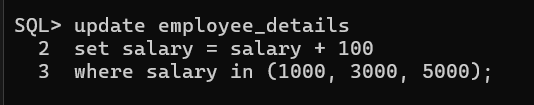 SQL> update employee_details
2 set salary = salary + 100
3 where salary in (1000, 3000, 5000);